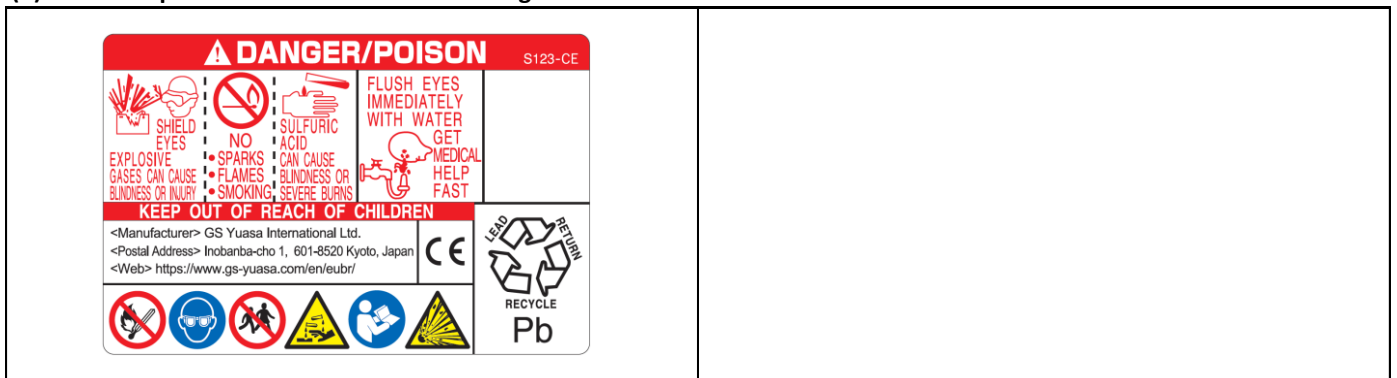 DANGER/POISON
S123-CE
SHIELD
EYES
EXPLOSIVE
GASES CAN CAUSE
BLINDNESS OR INJURY
NO
• SPARKS
• FLAMES
• SMOKING
SULFURIC
ACID
CAN CAUSE
BLINDNESS OR
SEVERE BURNS
FLUSH EYES
IMMEDIATELY
WITH WATER
GET
MEDICAL
HELP
FAST
KEEP OUT OF REACH OF CHILDREN
<Manufacturer> GS Yuasa International Ltd.
<Postal Address> Inobanba-cho 1, 601-8520 Kyoto, Japan
<Web> https://www.gs-yuasa.com/en/eubr/
CE
LEAD
RETURN
RECYCLE
Pb